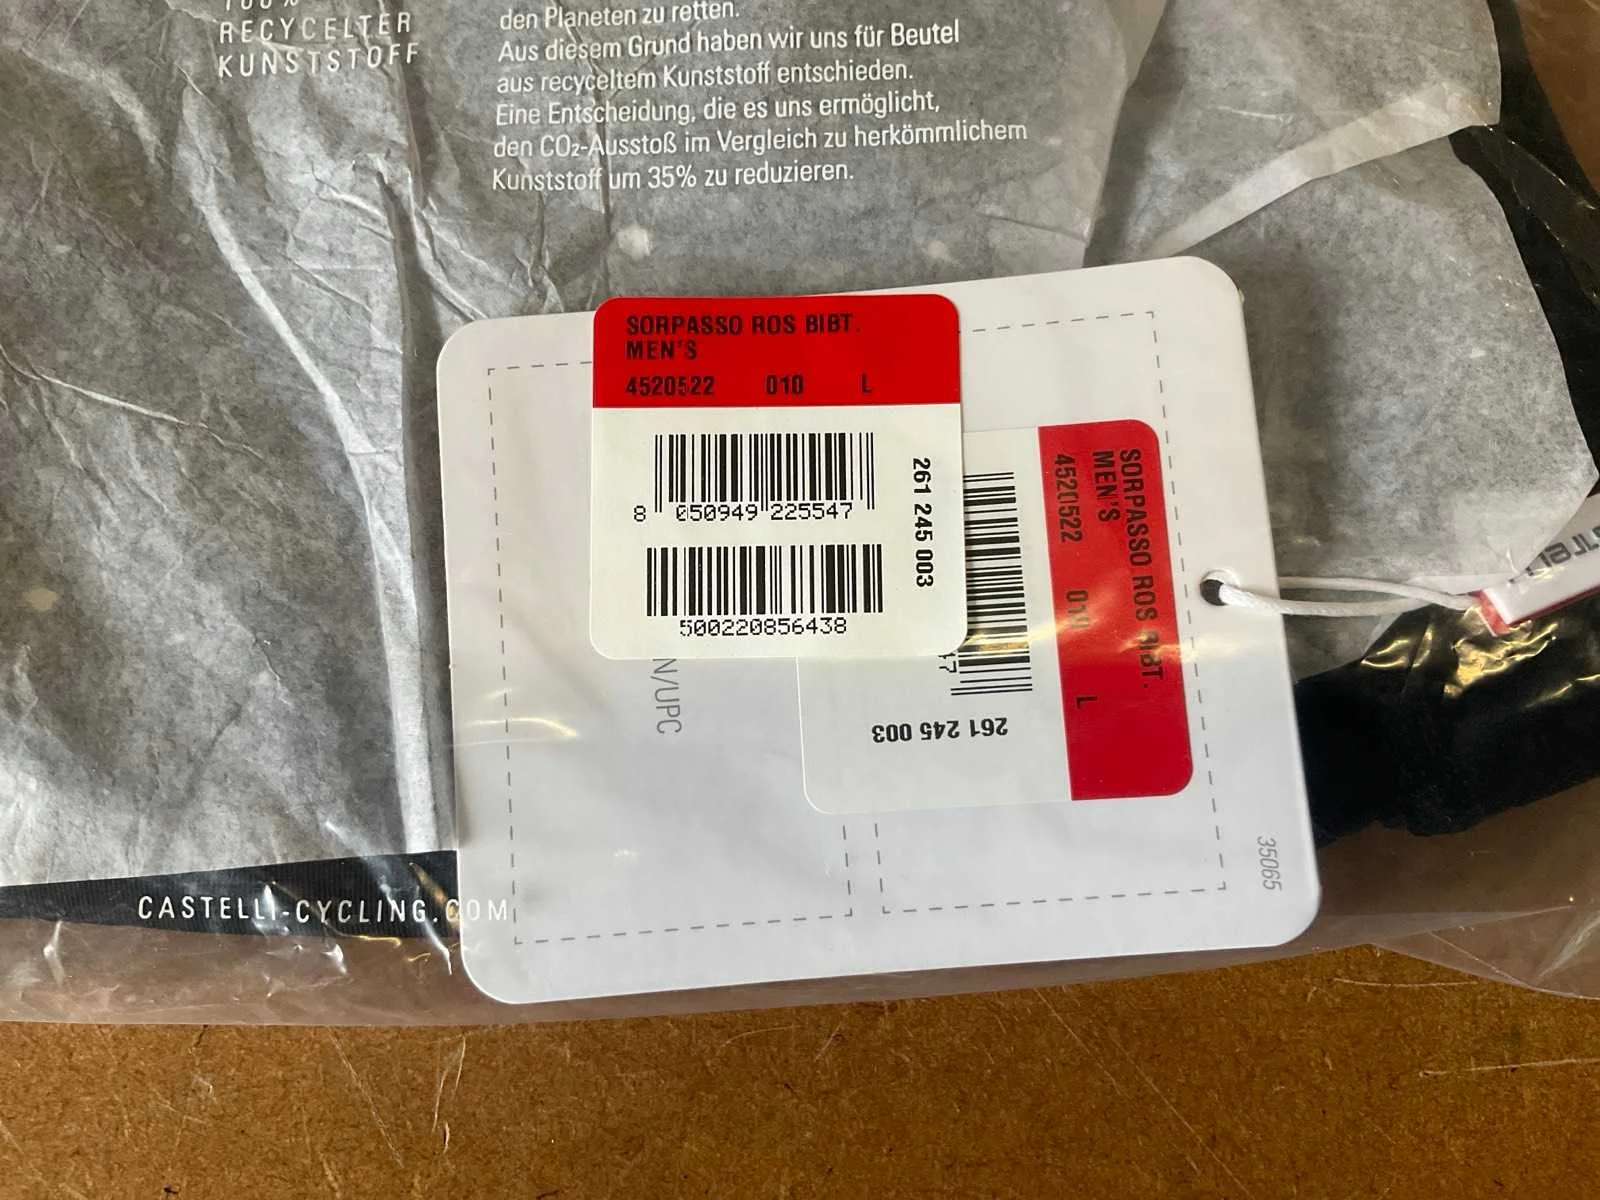 100%
RECYCELTER
KUNSTSTOFF
den Planeten zu retten.
Aus diesem Grund haben wir uns für Beutel
aus recyceltem Kunststoff entschieden.
Eine Entscheidung, die es uns ermöglicht,
den CO₂-Ausstoß im Vergleich zu herkömmlichem
Kunststoff um 35% zu reduzieren.
SORPASSO ROS BIBT.
MEN'S
4520522 010 L
8 050949 225547
500220856438
261 245 003
N/UPC
SORPASSO ROS BIBT.
MEN'S
4520522 010 L
47
261 245 003
35065
CASTELLI-CYCLING.COM